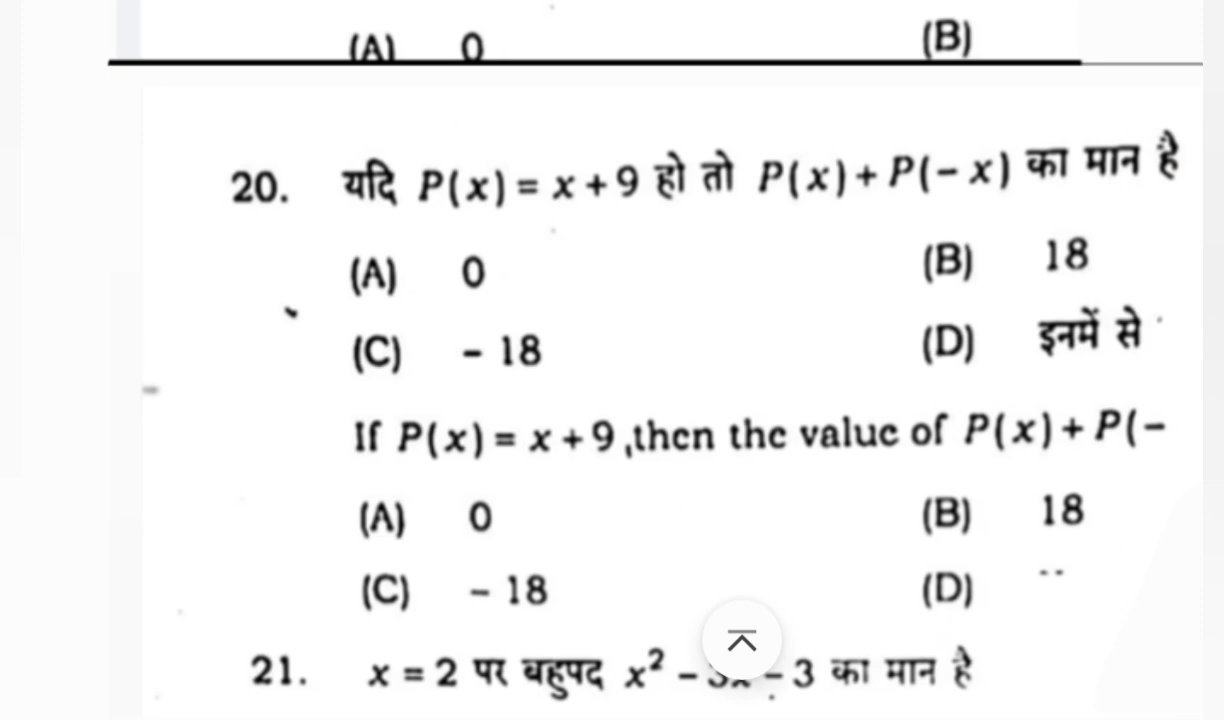 (A) 0 (B)
20. यदि P(x) = x + 9 हो तो P(x) + P(– x) का मान है
(A) 0 (B) 18
(C) – 18 (D) इनमें से
If P(x) = x + 9, then the value of P(x) + P(–
(A) 0 (B) 18
(C) – 18 (D)
21. x = 2 पर बहुपद x² – – 3 का मान है